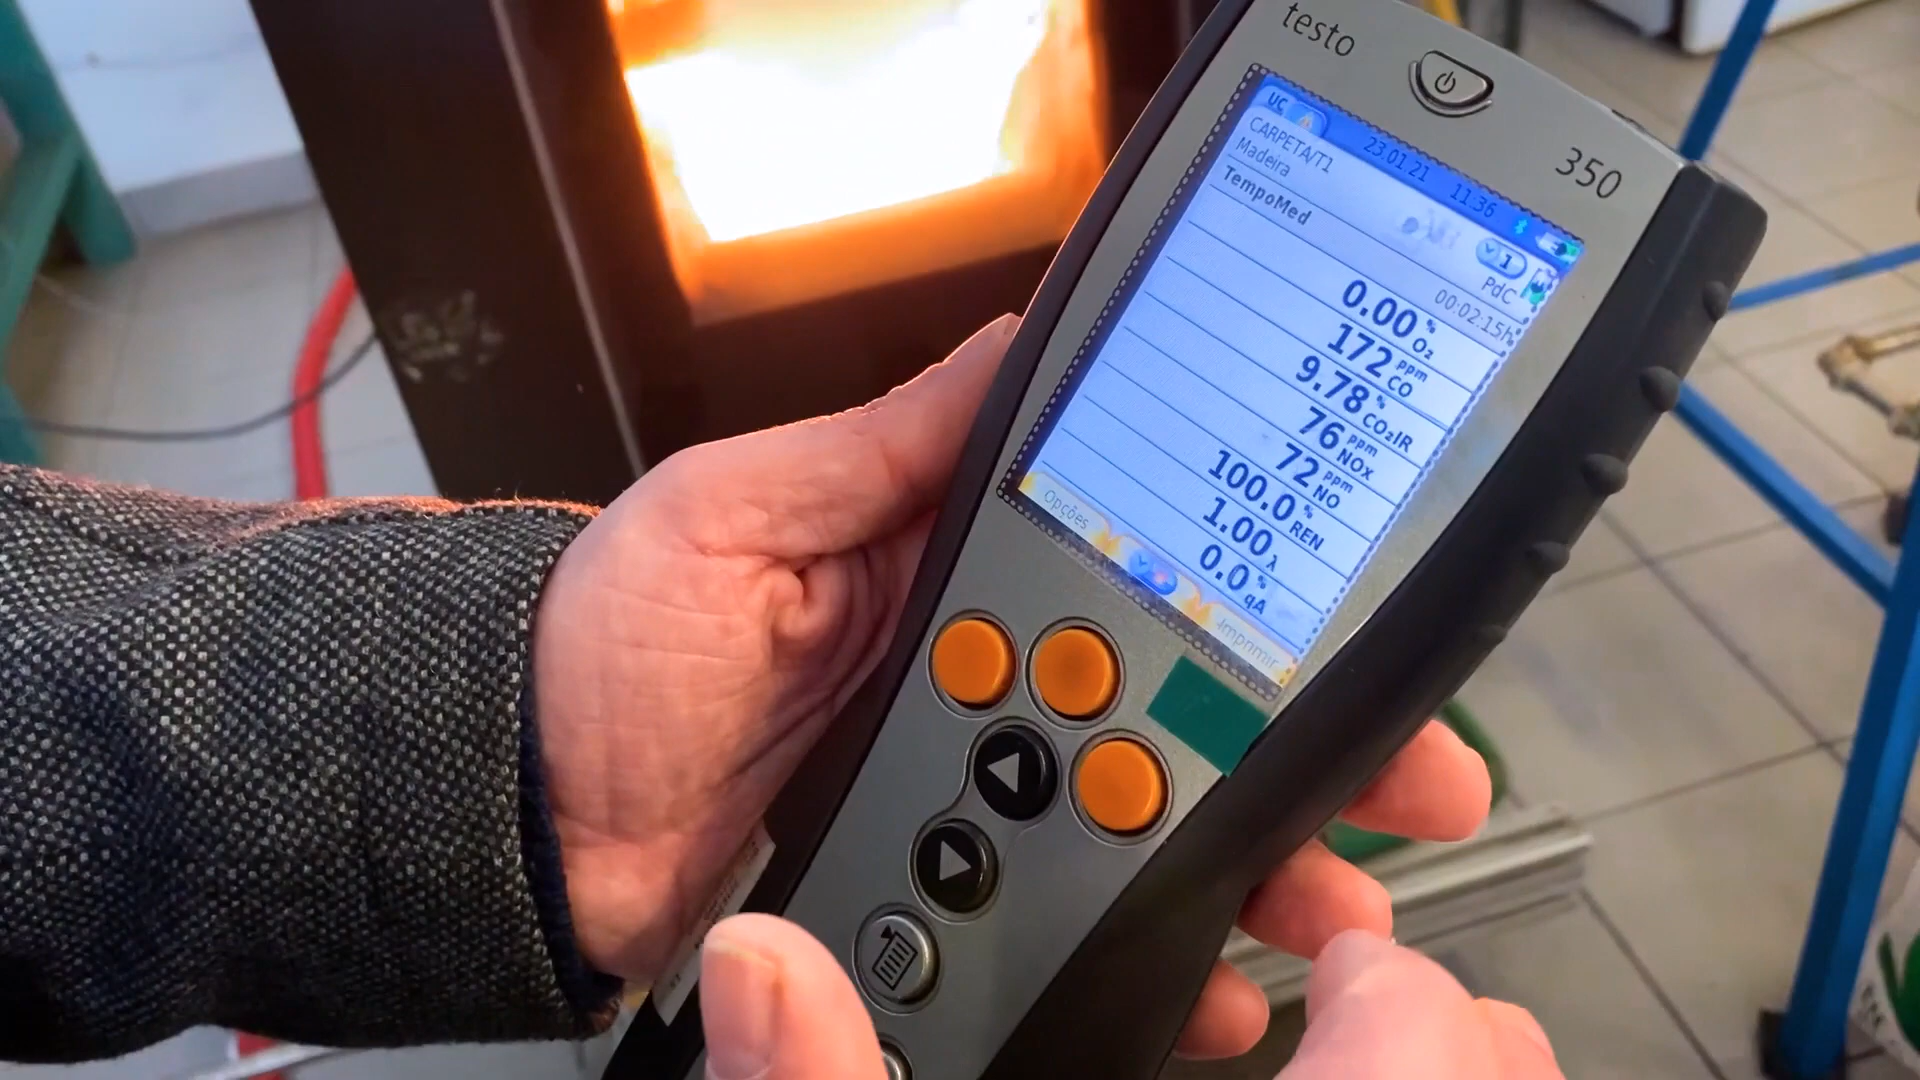 testo
350
UC
23.01.21 11:36
CARPETA/T1
Madeira
1
TempoMed
PdC
00:02:15h
0.00 % O₂
172 ppm CO
9.78 % CO₂IR
76 ppm NOx
72 ppm NO
100.0 % REN
1.00 λ
0.0 % qA
Opções
Imprimir